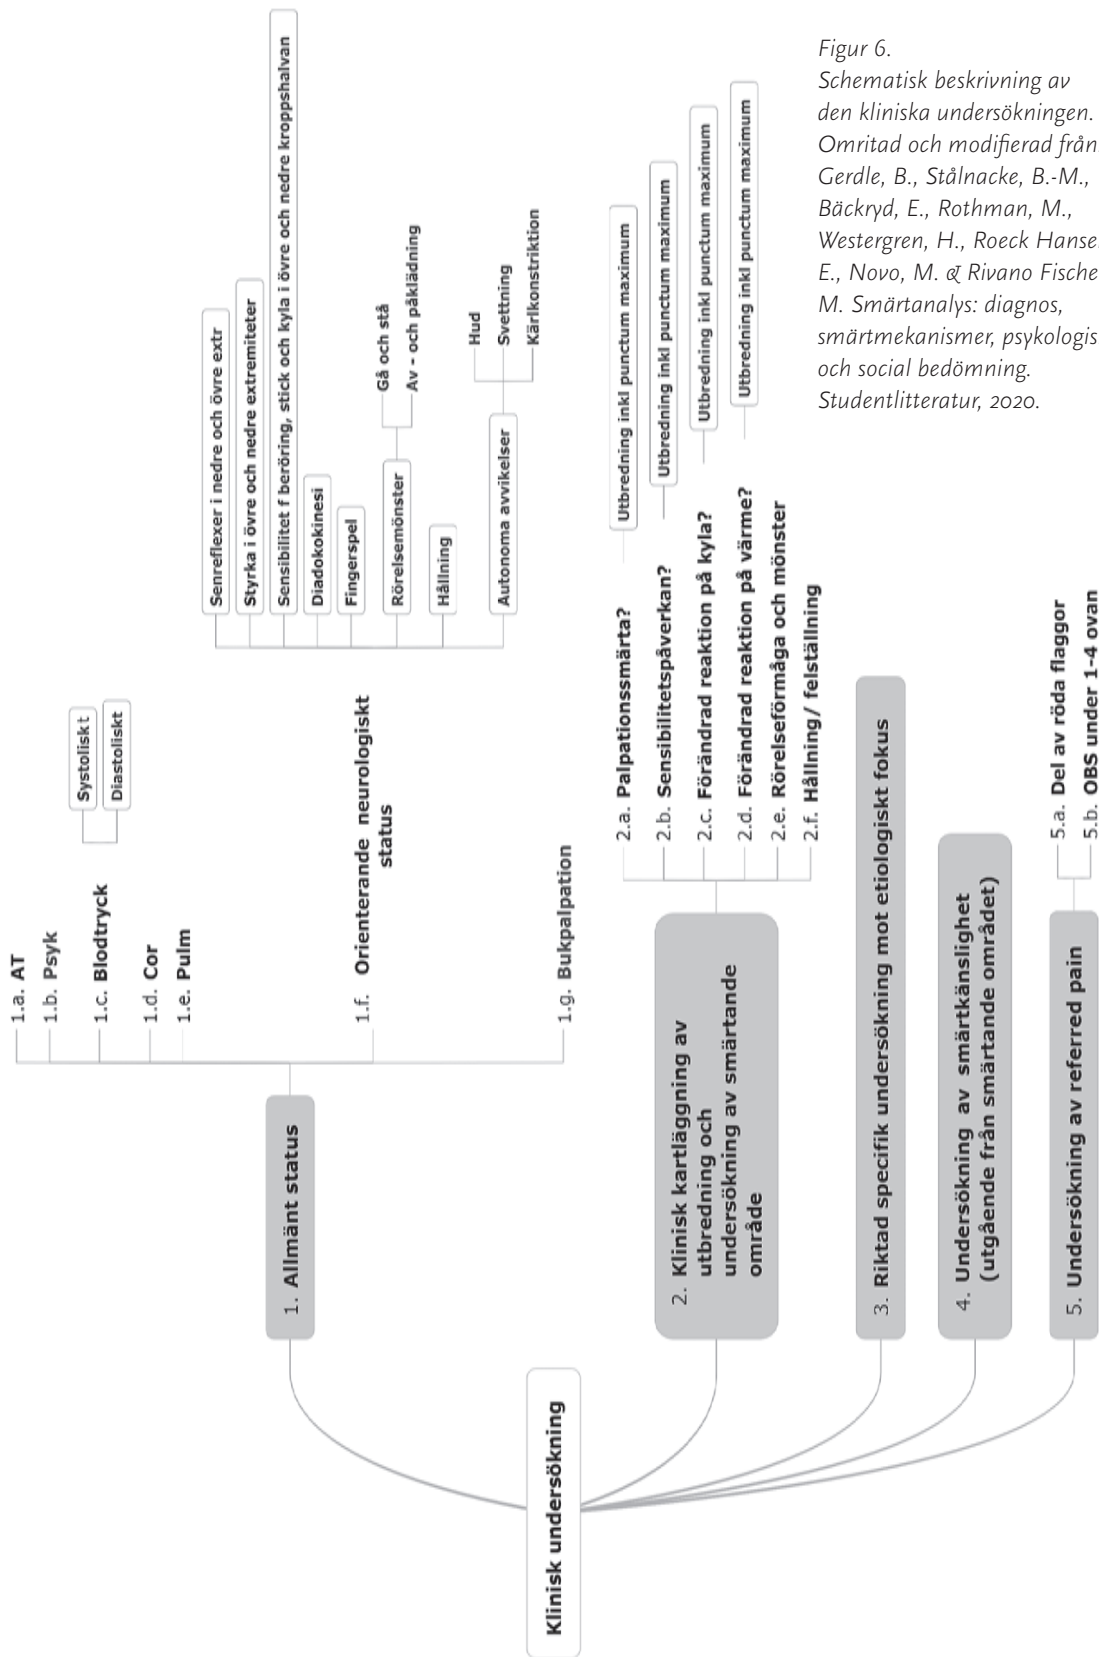 Figur 6.
Schematisk beskrivning av
den kliniska undersökningen.
Omritad och modifierad från
Gerdle, B., Stålnacke, B.-M.,
Bäckryd, E., Rothman, M.,
Westergren, H., Roeck Hanse
E., Novo, M. & Rivano Fische
M. Smärtanalys: diagnos,
smärtmekanismer, psykologis
och social bedömning.
Studentlitteratur, 2020.
Klinisk undersökning
1. Allmänt status
1.a. AT
1.b. Psyk
1.c. Blodtryck
Systoliskt
Diastoliskt
1.d. Cor
1.e. Pulm
1.f. Orienterande neurologiskt
status
Senreflexer i nedre och övre extr
Styrka i övre och nedre extremiteter
Sensibilitet f beröring, stick och kyla i övre och nedre kroppshalvan
Diadokokinesi
Fingerspel
Rörelsemönster
Gå och stå
Av - och påklädning
Hållning
Autonoma avvikelser
Hud
Svettning
Kärlkonstriktion
1.g. Bukpalpation
2. Klinisk kartläggning av
utbredning och
undersökning av smärtande
område
2.a. Palpationssmärta?
Utbredning inkl punctum maximum
2.b. Sensibilitetspåverkan?
Utbredning inkl punctum maximum
2.c. Förändrad reaktion på kyla?
Utbredning inkl punctum maximum
2.d. Förändrad reaktion på värme?
Utbredning inkl punctum maximum
2.e. Rörelseförmåga och mönster
2.f. Hållning/ felställning
3. Riktad specifik undersökning mot etiologiskt fokus
4. Undersökning av smärtkänslighet
(utgående från smärtande området)
5. Undersökning av referred pain
5.a. Del av röda flaggor
5.b. OBS under 1-4 ovan